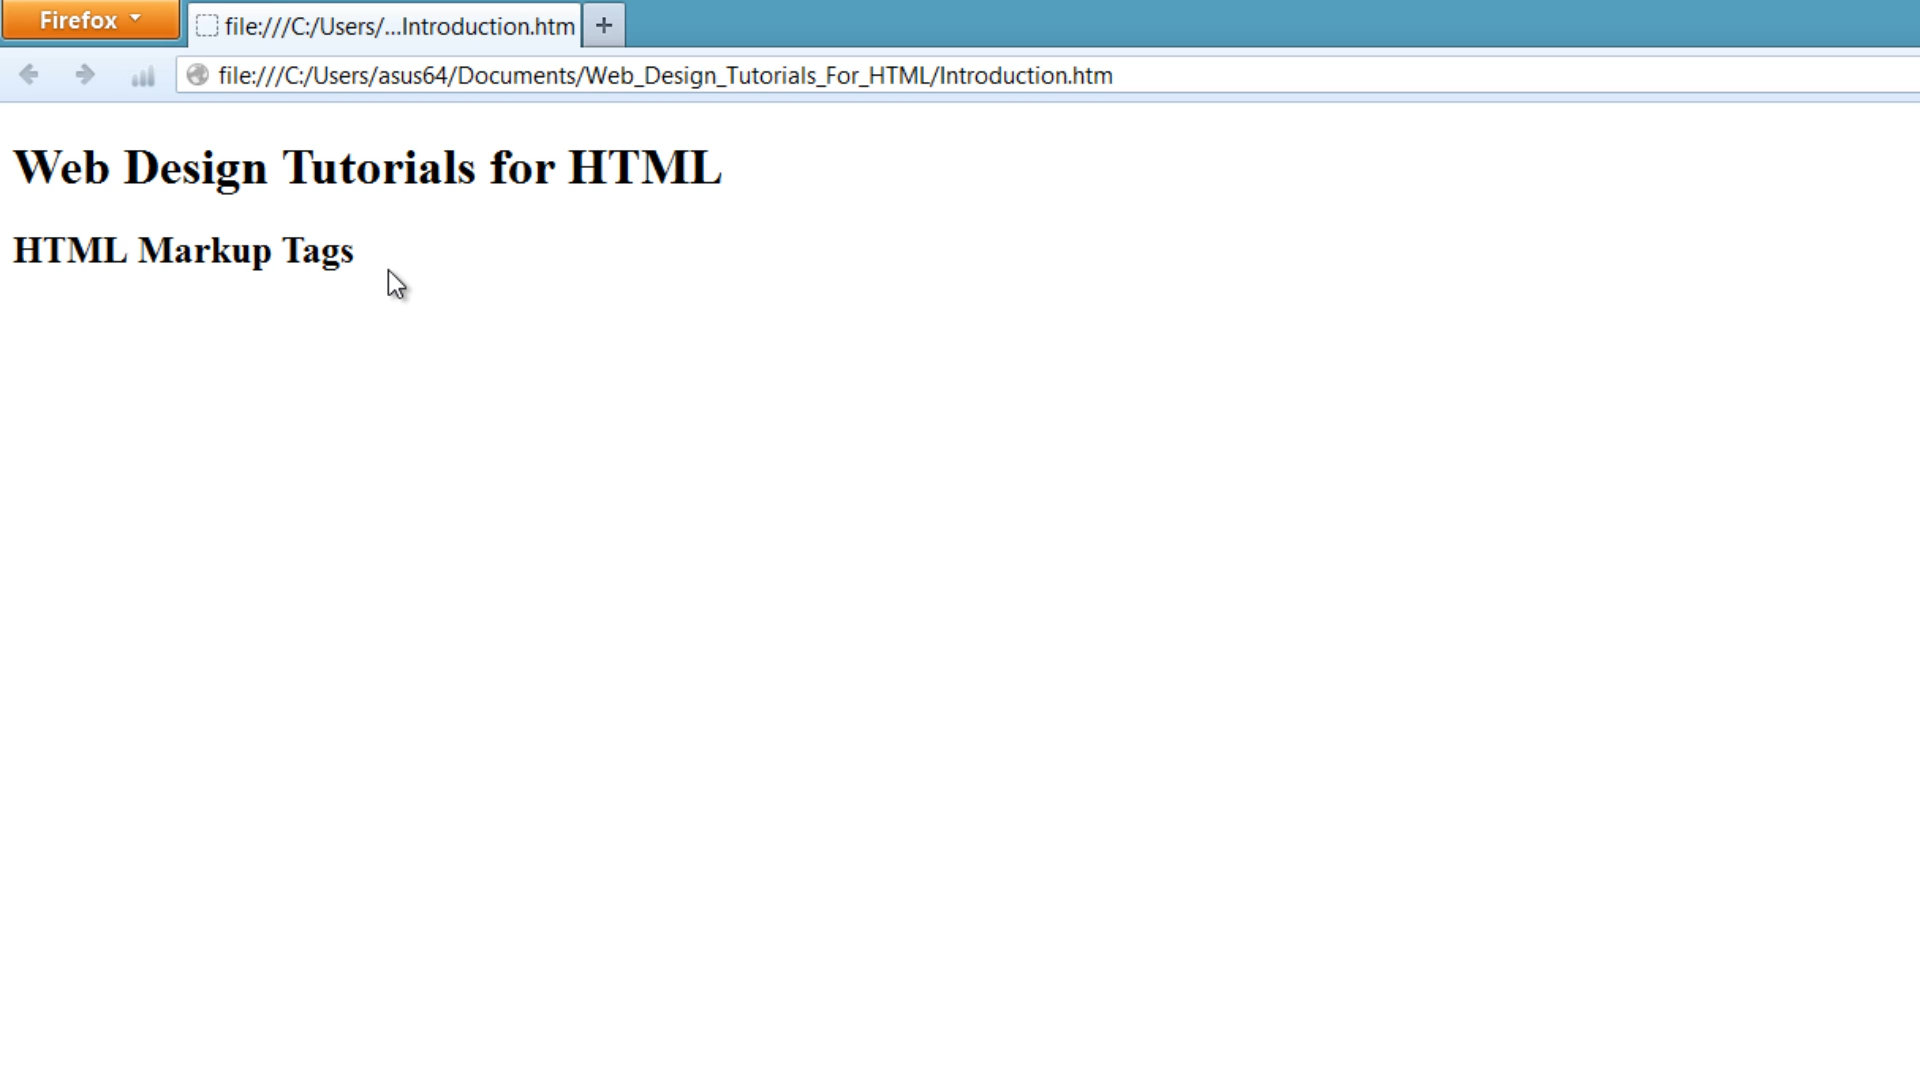 Firefox
file:///C:/Users/...Introduction.htm
file:///C:/Users/asus64/Documents/Web_Design_Tutorials_For_HTML/Introduction.htm
Web Design Tutorials for HTML
HTML Markup Tags